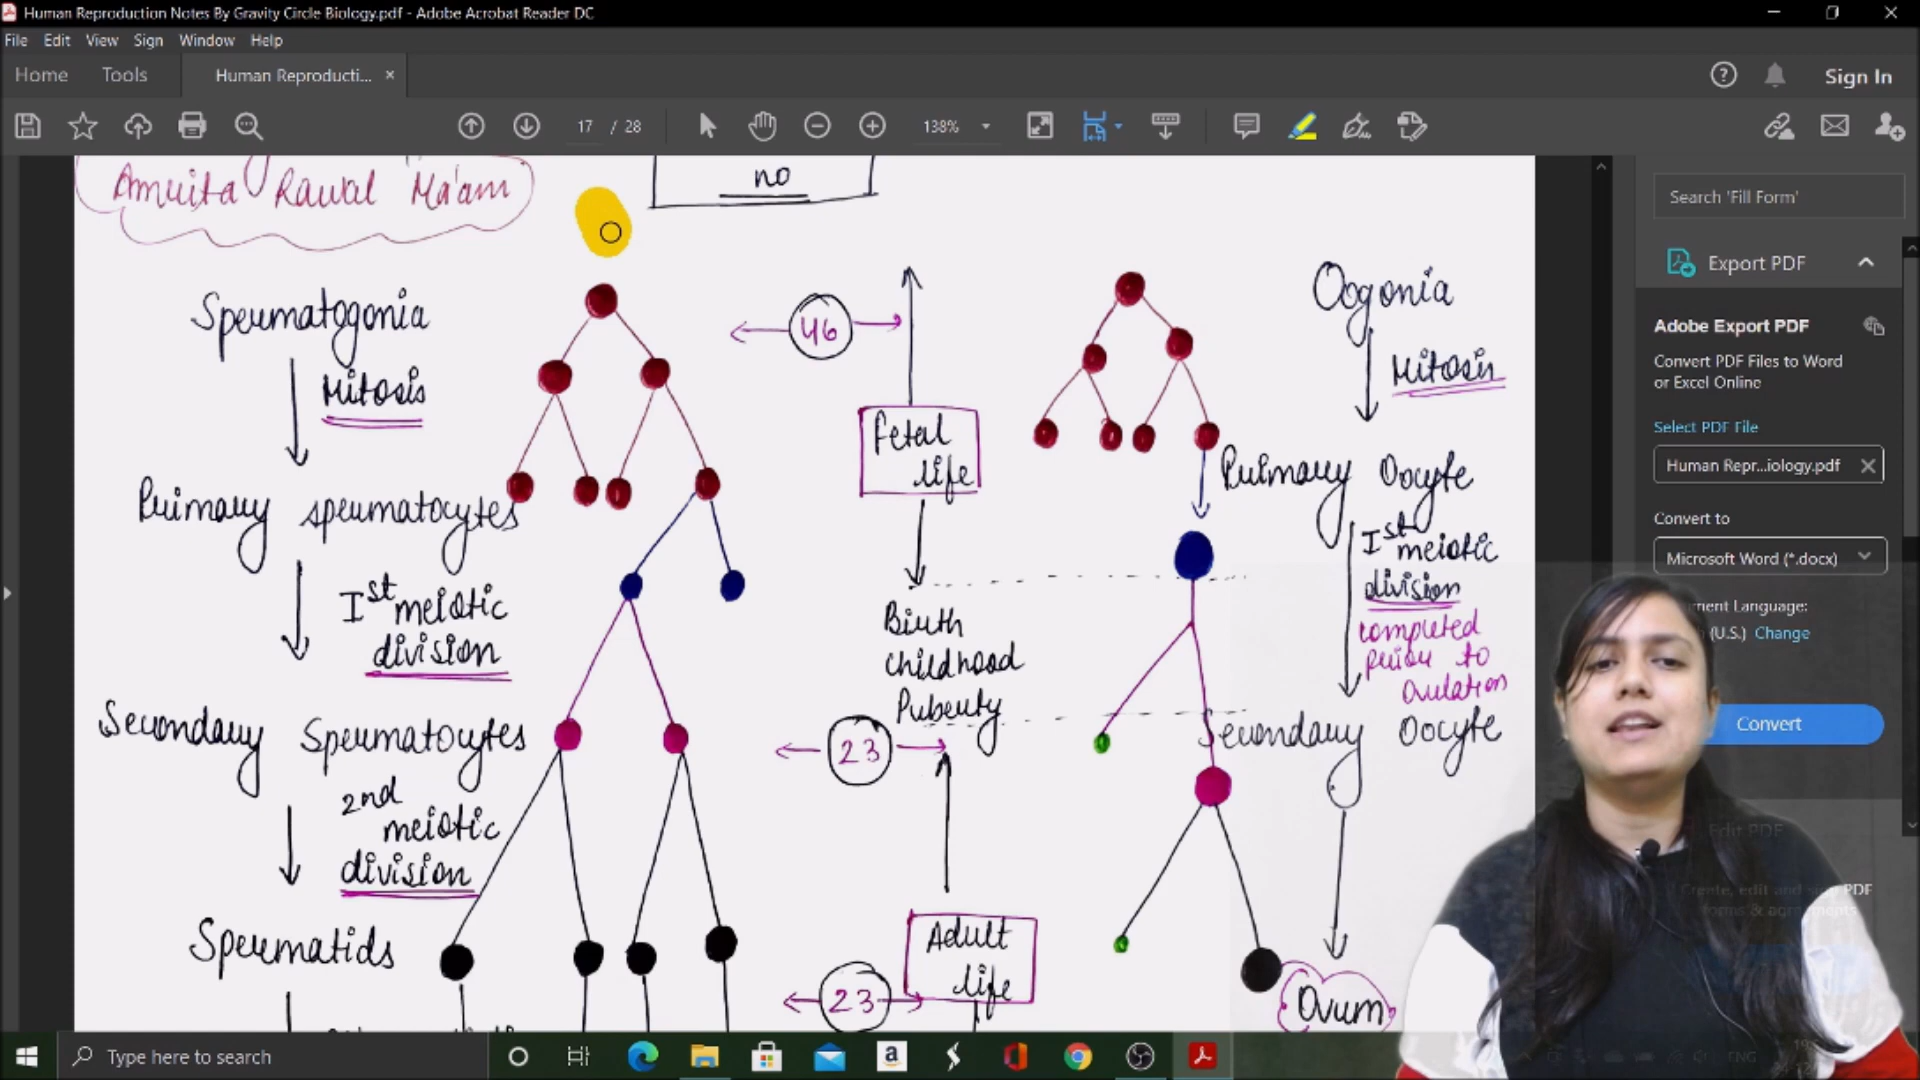 Human Reproduction Notes By Gravity Circle Biology.pdf - Adobe Acrobat Reader DC
File Edit View Sign Window Help
Home Tools Human Reproducti... ×
Sign In
17 / 28
138%
Amrita Rawal Ma'am
no
Search 'Fill Form'
Export PDF
Adobe Export PDF
Convert PDF Files to Word
or Excel Online
Select PDF File
Human Repr...iology.pdf
Convert to
Microsoft Word (*.docx)
(U.S.) Change
Convert
Edit PDF
Spermatogonia
Mitosis
Primary spermatocytes
Ist meiotic
division
Secondary Spermatocytes
2nd
meiotic
division
Spermatids
46
Fetal
life
Birth
childhood
Puberty
23
Adult
life
23
Oogonia
Mitosis
Primary Oocyte
Ist meiotic
division
completed
prior to
Ovulation
Secondary Oocyte
Ovum
Type here to search
ENG